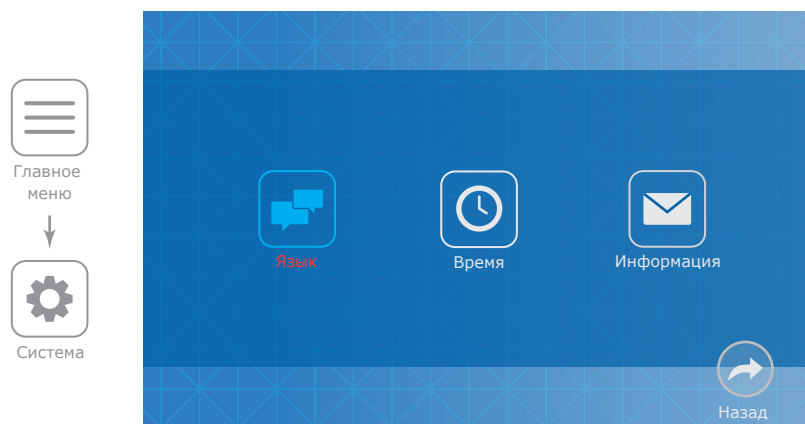 Главное
меню
Система
Язык
Время
Информация
Назад